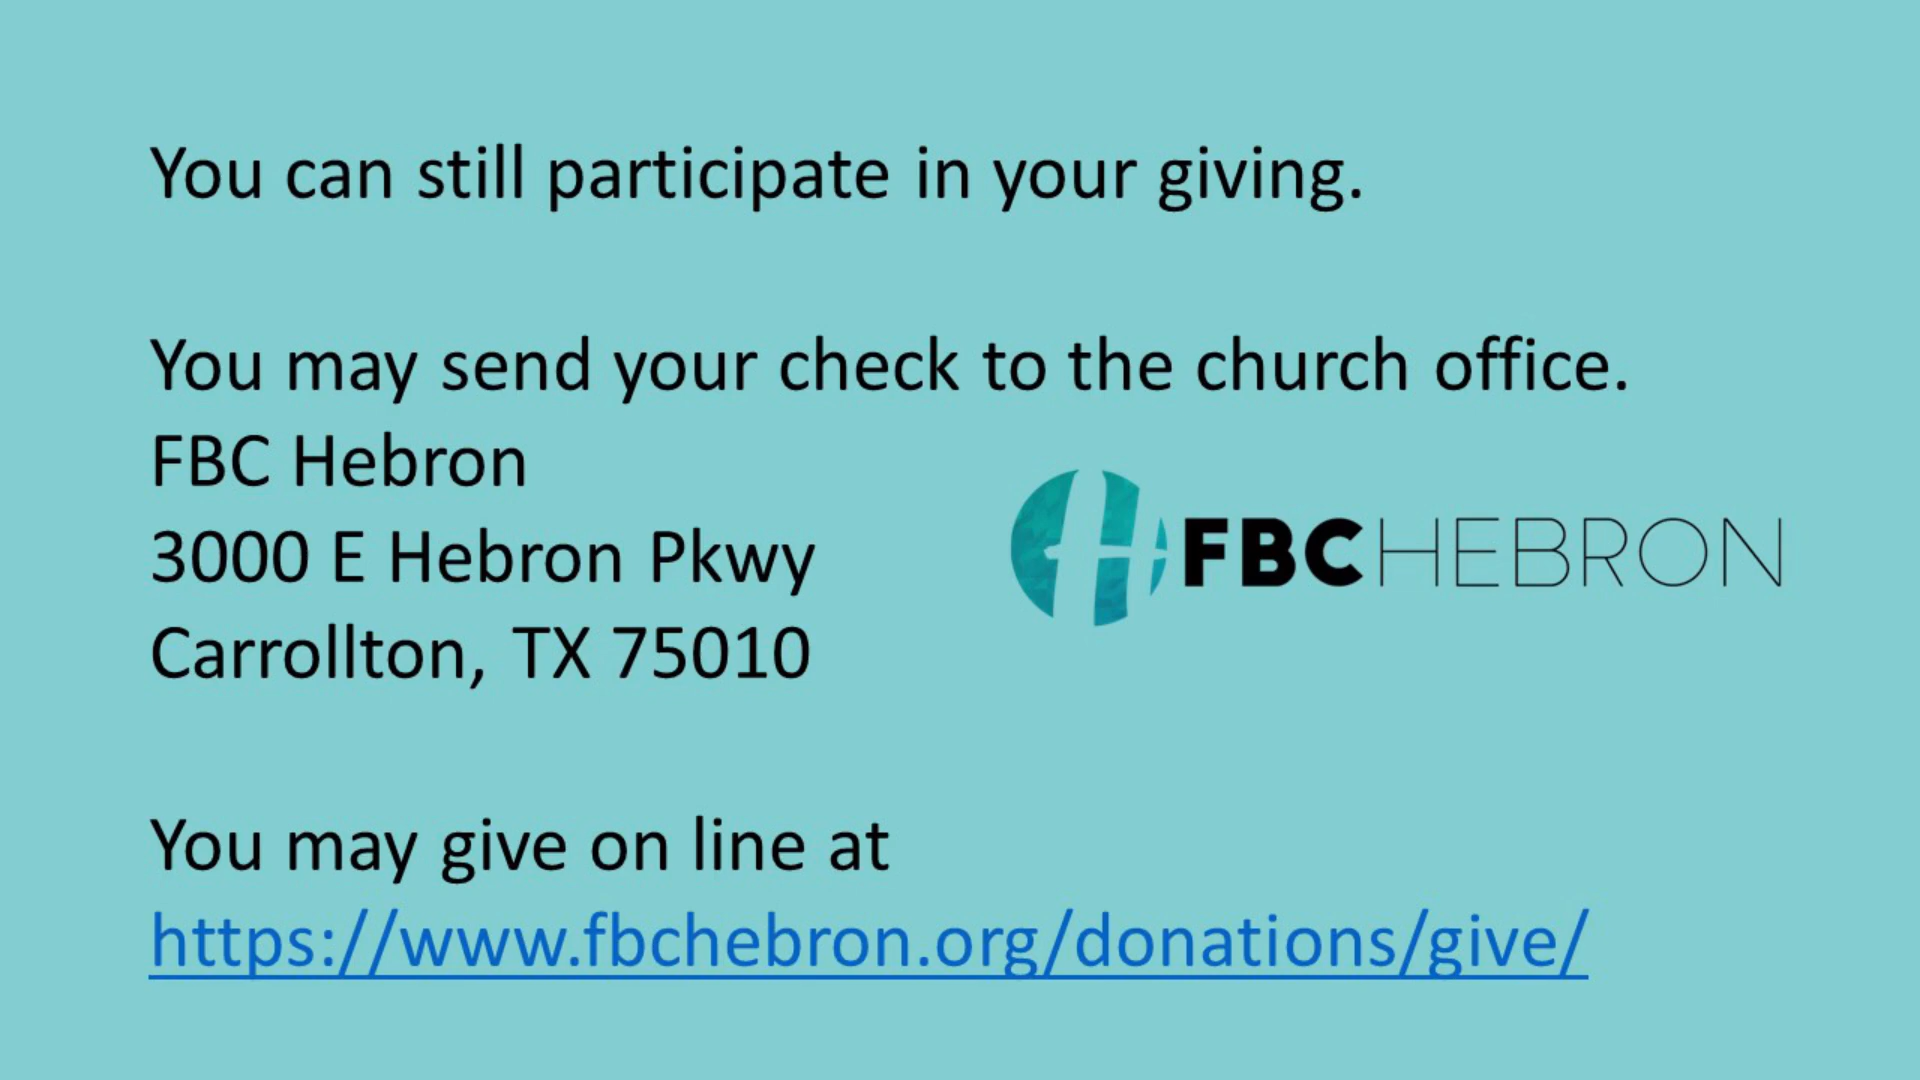 You can still participate in your giving.
You may send your check to the church office.
FBC Hebron
3000 E Hebron Pkwy
Carrollton, TX 75010
FBCHEBRON
You may give on line at
https://www.fbchebron.org/donations/give/